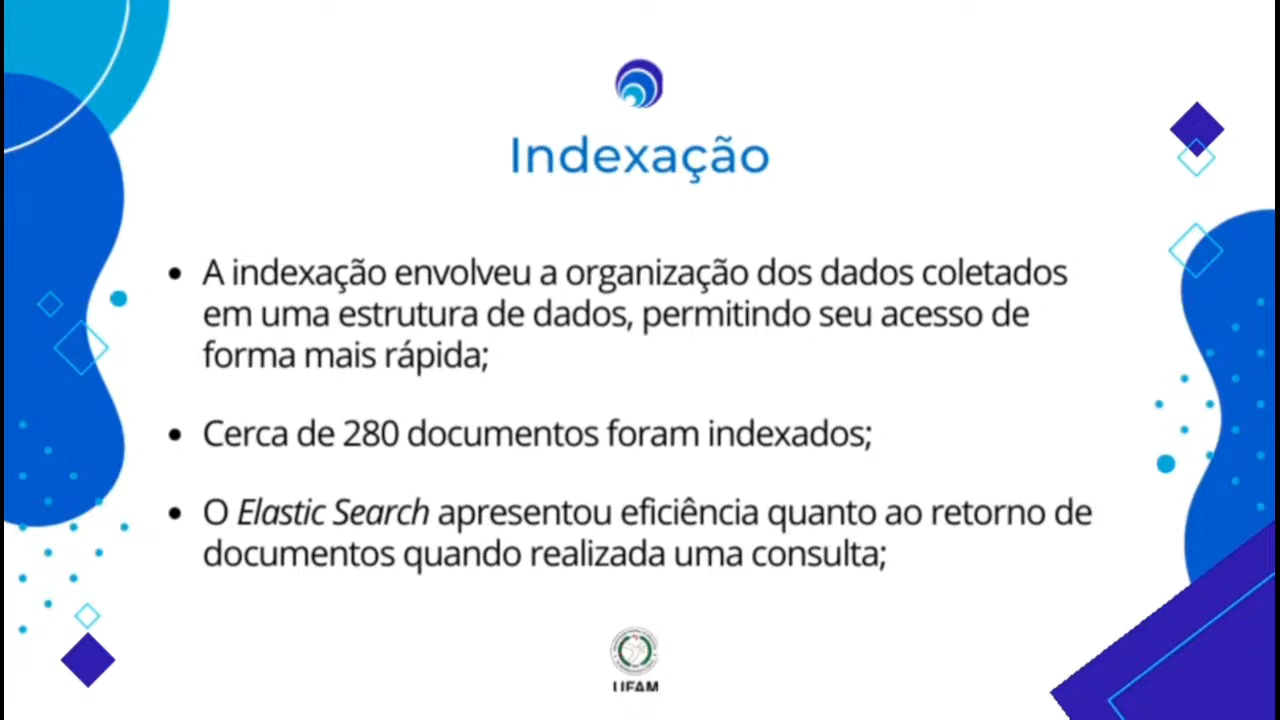 Indexação
• A indexação envolveu a organização dos dados coletados
em uma estrutura de dados, permitindo seu acesso de
forma mais rápida;
• Cerca de 280 documentos foram indexados;
• O Elastic Search apresentou eficiência quanto ao retorno de
documentos quando realizada uma consulta;
UFAM